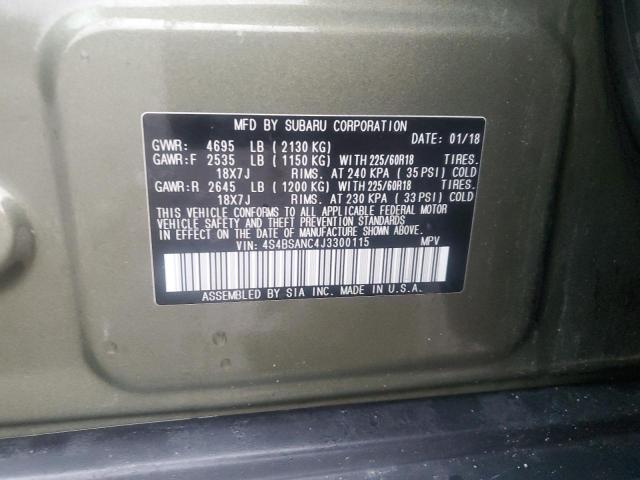 MFD BY SUBARU CORPORATION
DATE: 01/18
GVWR: 4695 LB ( 2130 KG)
GAWR: F 2535 LB ( 1150 KG) WITH 225/60R18 TIRES.
18X7J RIMS. AT 240 KPA ( 35 PSI) COLD
GAWR: R 2645 LB ( 1200 KG) WITH 225/60R18 TIRES.
18X7J RIMS. AT 230 KPA ( 33 PSI) COLD
THIS VEHICLE CONFORMS TO ALL APPLICABLE FEDERAL MOTOR
VEHICLE SAFETY AND THEFT PREVENTION STANDARDS
IN EFFECT ON THE DATE OF MANUFACTURE SHOWN ABOVE.
VIN: 4S4BSANC4J3300115 MPV
ASSEMBLED BY SIA INC. MADE IN U.S.A.